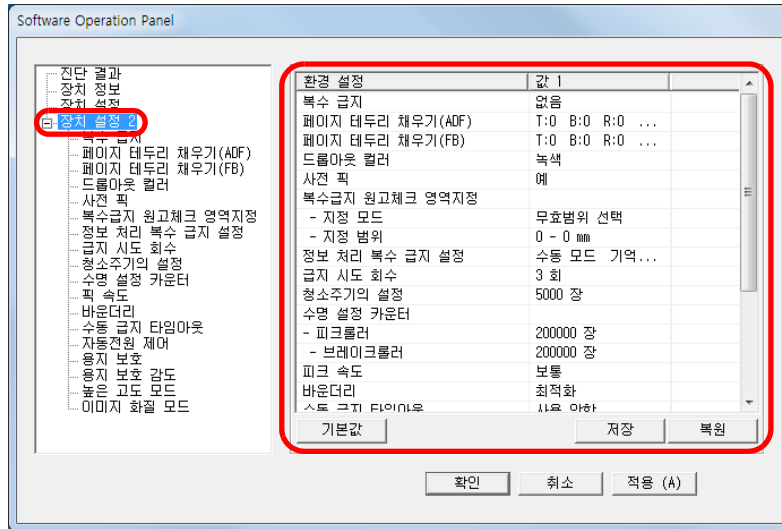 Software Operation Panel
진단 결과
장치 정보
장치 설정
장치 설정 2
복수 급지
페이지 테두리 채우기(ADF)
페이지 테두리 채우기(FB)
드롭아웃 컬러
사전 픽
복수급지 원고체크 영역지정
정보 처리 복수 급지 설정
급지 시도 회수
청소주기의 설정
수명 설정 카운터
픽 속도
바운더리
수동 급지 타임아웃
자동전원 제어
용지 보호
용지 보호 감도
높은 고도 모드
이미지 화질 모드
환경 설정 값 1
복수 급지 없음
페이지 테두리 채우기(ADF) T:0 B:0 R:0 ...
페이지 테두리 채우기(FB) T:0 B:0 R:0 ...
드롭아웃 컬러 녹색
사전 픽 예
복수급지 원고체크 영역지정
- 지정 모드 무효범위 선택
- 지정 범위 0 - 0 mm
정보 처리 복수 급지 설정 수동 모드 기억...
급지 시도 회수 3 회
청소주기의 설정 5000 장
수명 설정 카운터
- 피크롤러 200000 장
- 브레이크롤러 200000 장
피크 속도 보통
바운더리 최적화
수동 급지 타임아웃 사용 안함
기본값 저장 복원
확인 취소 적용 (A)